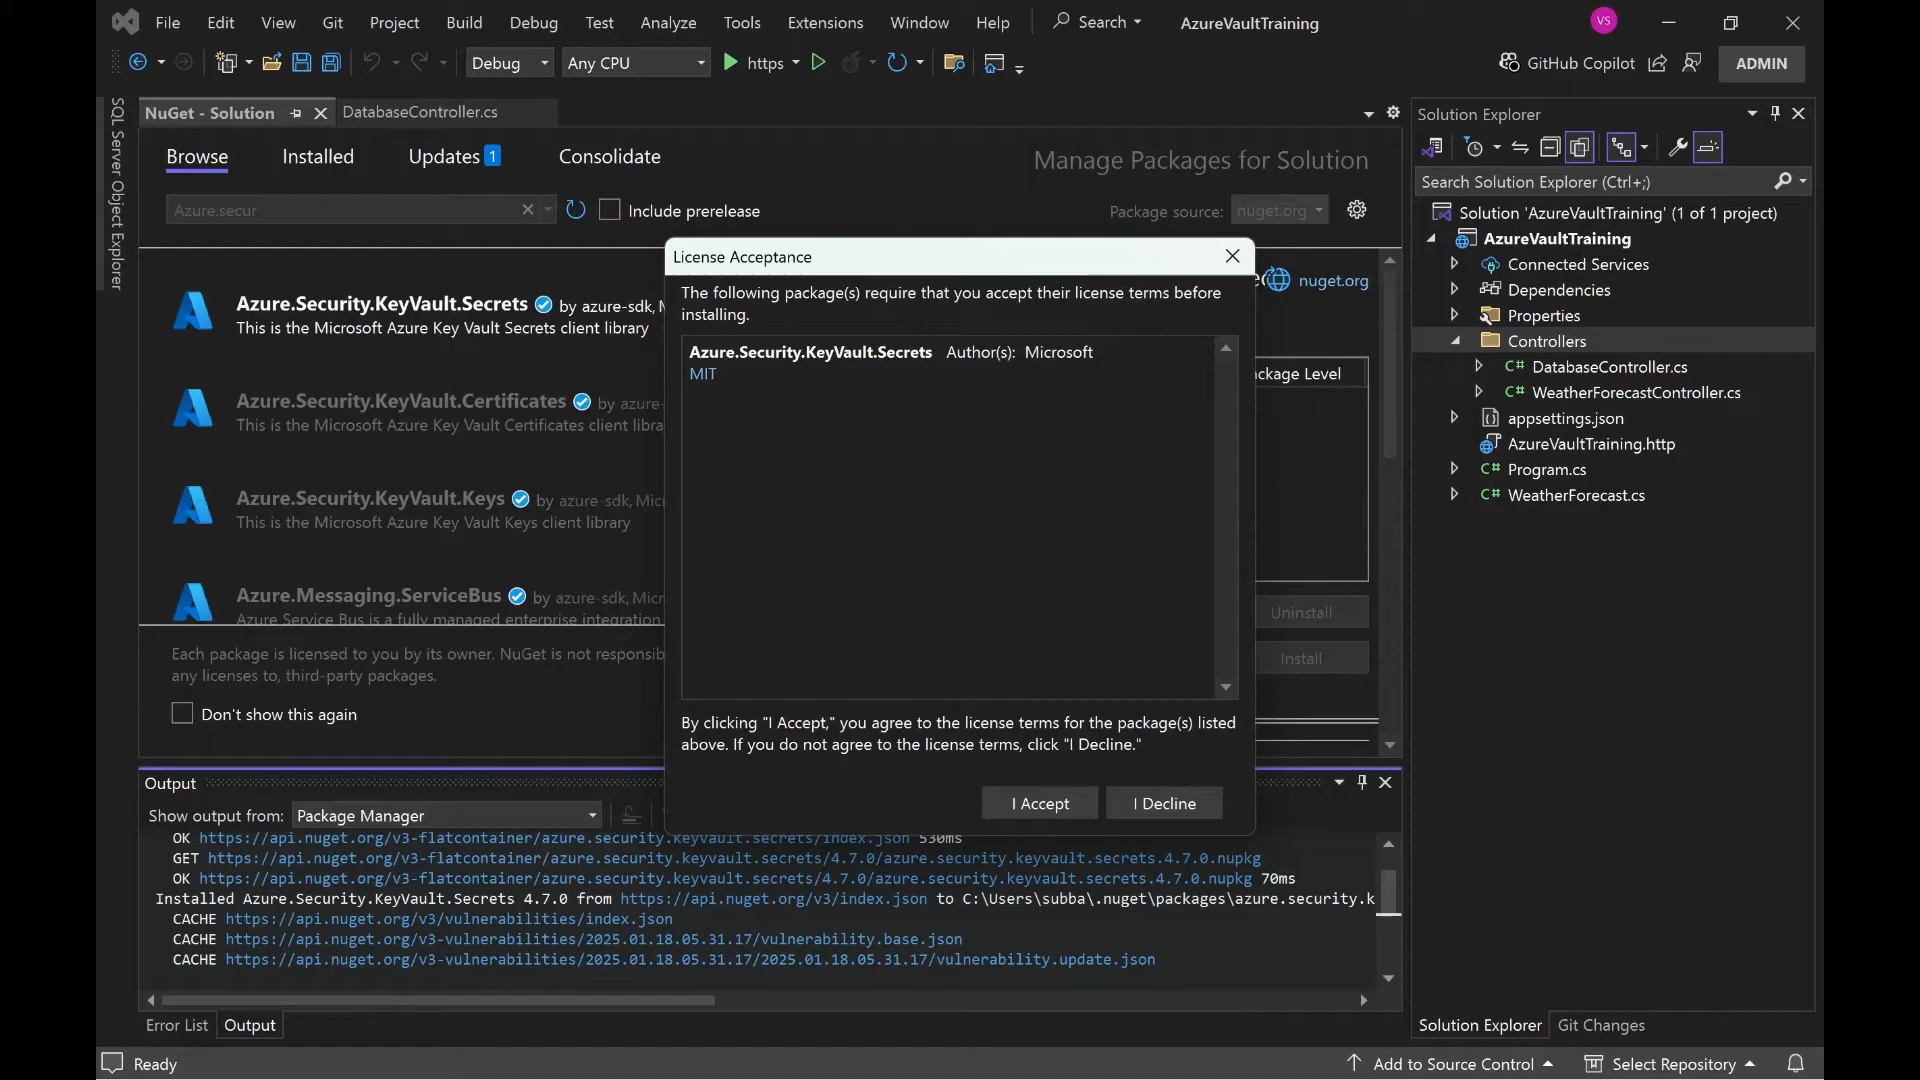 File Edit View Git Project Build Debug Test Analyze Tools Extensions Window Help Search AzureVaultTraining VS
Debug Any CPU https GitHub Copilot ADMIN
SQL Server Object Explorer
NuGet - Solution DatabaseController.cs
Browse Installed Updates 1 Consolidate Manage Packages for Solution
Azure.secur Include prerelease Package source: nuget.org
nuget.org
Azure.Security.KeyVault.Secrets by azure-sdk,
This is the Microsoft Azure Key Vault Secrets client library
Azure.Security.KeyVault.Certificates by azure-
This is the Microsoft Azure Key Vault Certificates client libra
Azure.Security.KeyVault.Keys by azure-sdk, Mic
This is the Microsoft Azure Key Vault Keys client library
Azure.Messaging.ServiceBus by azure-sdk, Micr
Azure Service Bus is a fully managed enterprise integration
Each package is licensed to you by its owner. NuGet is not responsib
any licenses to, third-party packages.
Don't show this again
License Acceptance
The following package(s) require that you accept their license terms before
installing.
Azure.Security.KeyVault.Secrets Author(s): Microsoft
MIT
By clicking "I Accept," you agree to the license terms for the package(s) listed
above. If you do not agree to the license terms, click "I Decline."
I Accept I Decline
ackage Level
Uninstall
Install
Output
Show output from: Package Manager
OK https://api.nuget.org/v3-flatcontainer/azure.security.keyvault.secrets/index.json 530ms
GET https://api.nuget.org/v3-flatcontainer/azure.security.keyvault.secrets/4.7.0/azure.security.keyvault.secrets.4.7.0.nupkg
OK https://api.nuget.org/v3-flatcontainer/azure.security.keyvault.secrets/4.7.0/azure.security.keyvault.secrets.4.7.0.nupkg 70ms
Installed Azure.Security.KeyVault.Secrets 4.7.0 from https://api.nuget.org/v3/index.json to C:\Users\subba\.nuget\packages\azure.security.k
CACHE https://api.nuget.org/v3/vulnerabilities/index.json
CACHE https://api.nuget.org/v3-vulnerabilities/2025.01.18.05.31.17/vulnerability.base.json
CACHE https://api.nuget.org/v3-vulnerabilities/2025.01.18.05.31.17/2025.01.18.05.31.17/vulnerability.update.json
Error List Output
Solution Explorer
Search Solution Explorer (Ctrl+;)
Solution 'AzureVaultTraining' (1 of 1 project)
AzureVaultTraining
Connected Services
Dependencies
Properties
Controllers
C# DatabaseController.cs
C# WeatherForecastController.cs
appsettings.json
AzureVaultTraining.http
C# Program.cs
C# WeatherForecast.cs
Solution Explorer Git Changes
Ready Add to Source Control Select Repository